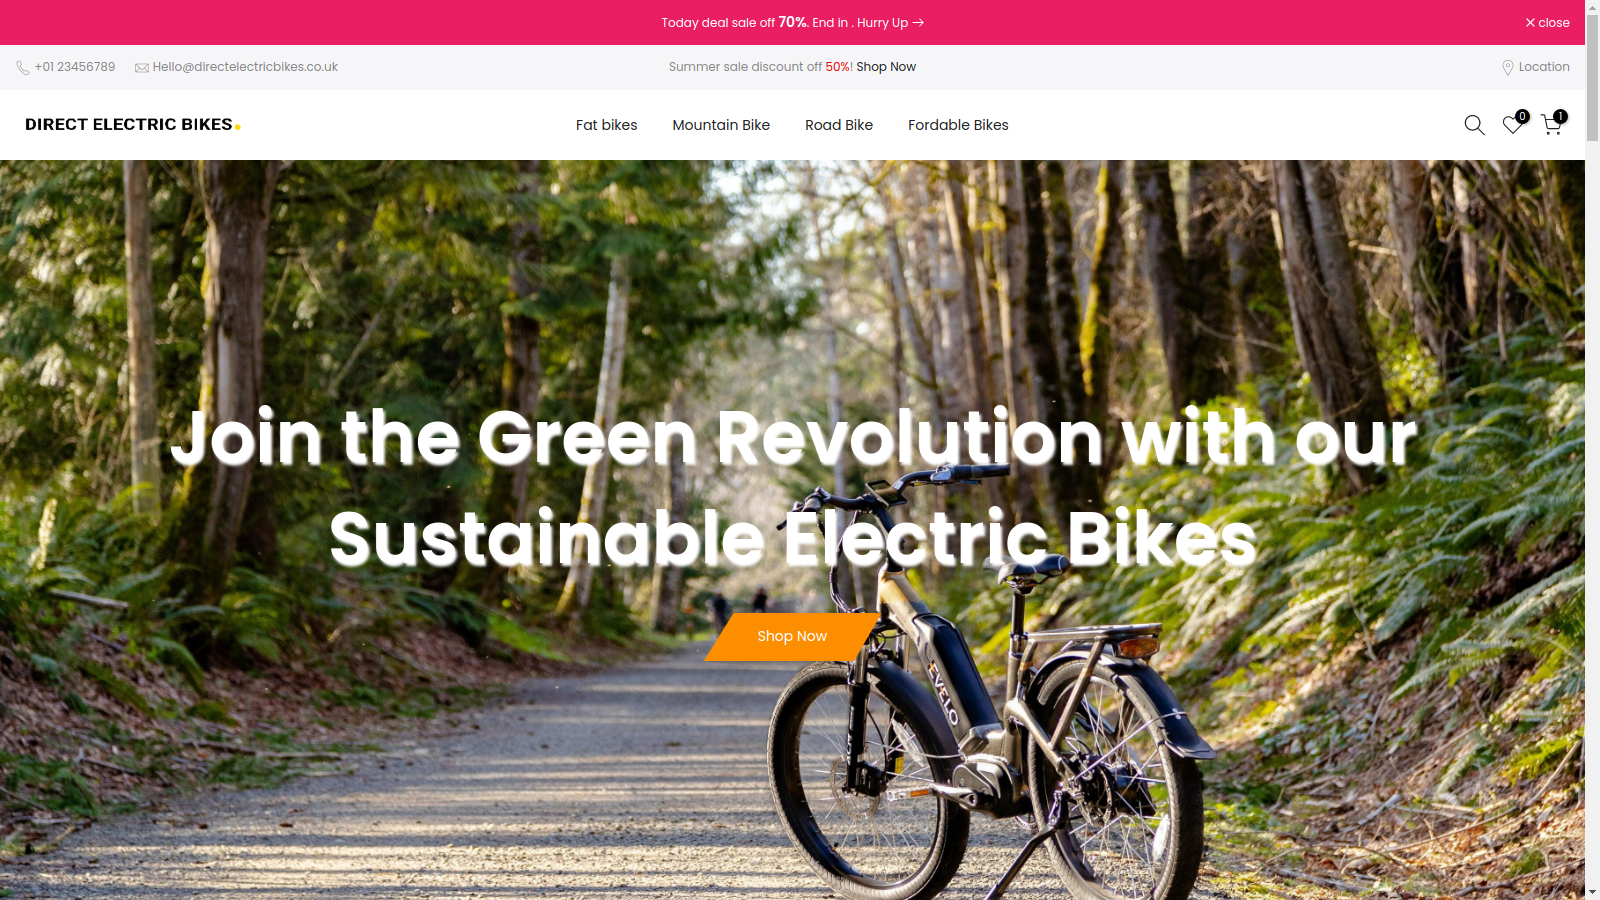 Today deal sale off 70%. End in . Hurry Up →
× close
+01 23456789
Hello@directelectricbikes.co.uk
Summer sale discount off 50%! Shop Now
Location
DIRECT ELECTRIC BIKES.
Fat bikes
Mountain Bike
Road Bike
Fordable Bikes
0
1
Join the Green Revolution with our
Sustainable Electric Bikes
Shop Now
EVELO